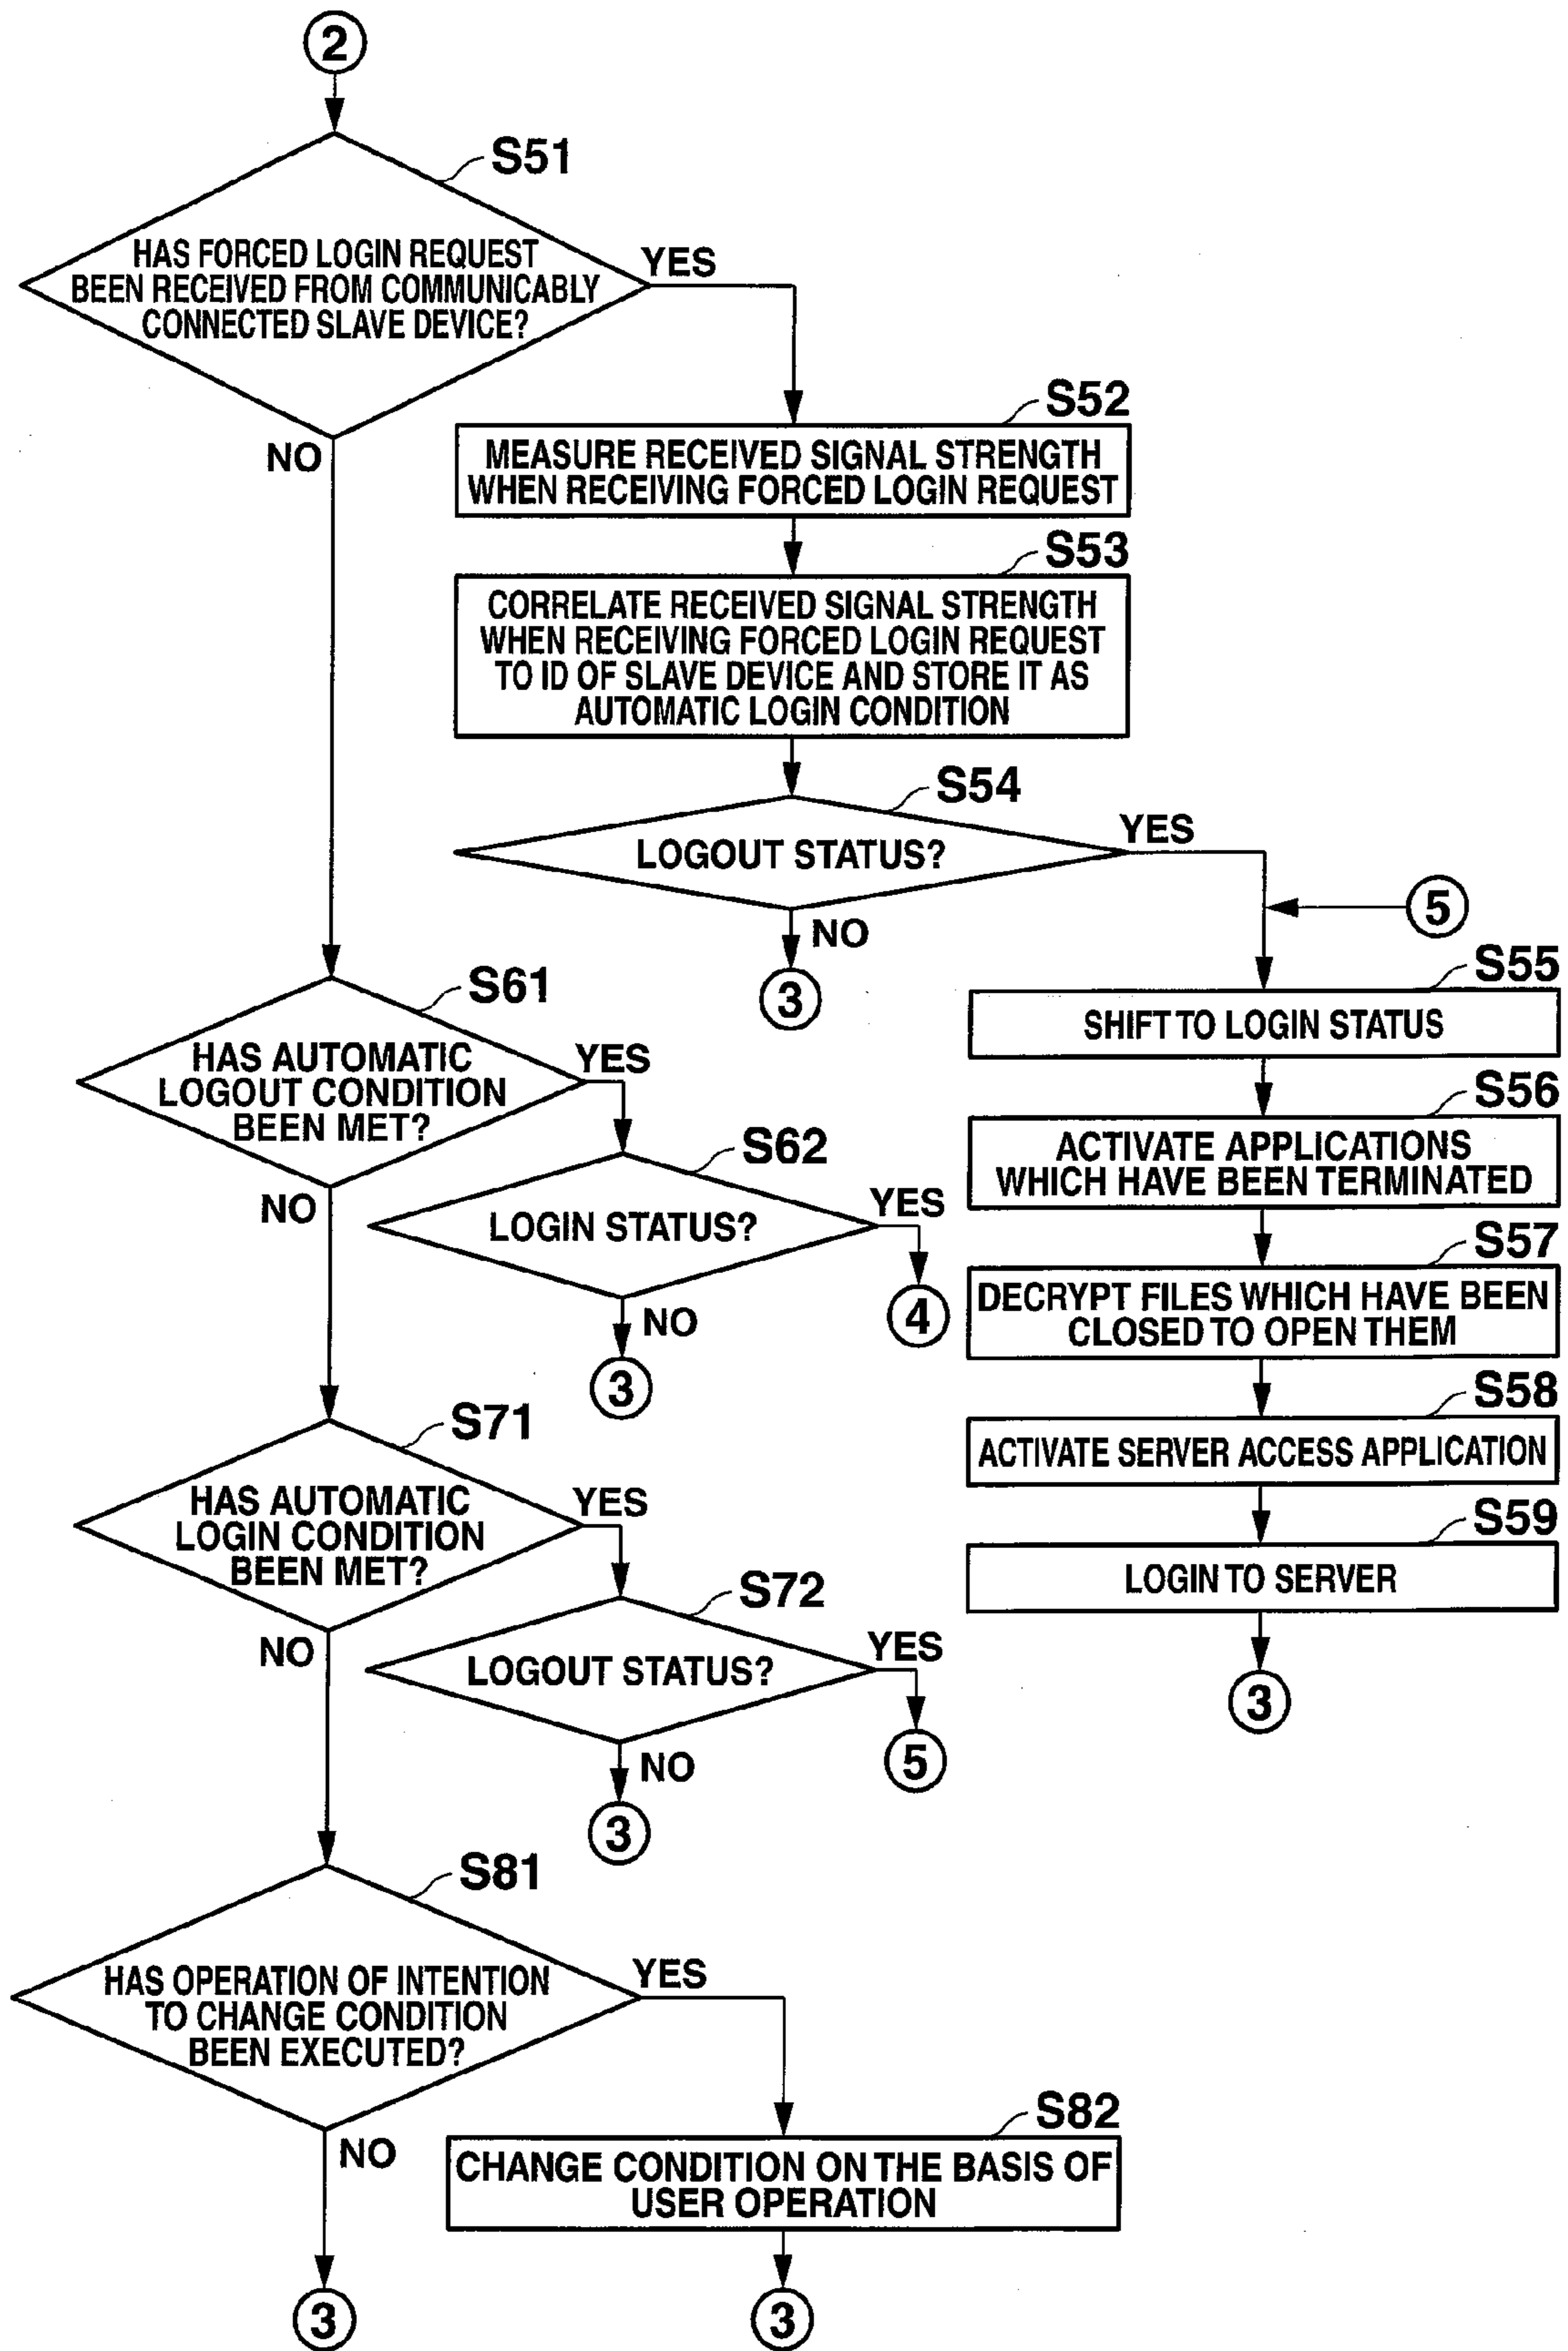 2
S51
HAS FORCED LOGIN REQUEST
BEEN RECEIVED FROM COMMUNICABLY
CONNECTED SLAVE DEVICE?
YES
NO
S52
MEASURE RECEIVED SIGNAL STRENGTH
WHEN RECEIVING FORCED LOGIN REQUEST
S53
CORRELATE RECEIVED SIGNAL STRENGTH
WHEN RECEIVING FORCED LOGIN REQUEST
TO ID OF SLAVE DEVICE AND STORE IT AS
AUTOMATIC LOGIN CONDITION
S54
LOGOUT STATUS?
YES
NO
3
5
S55
SHIFT TO LOGIN STATUS
S56
ACTIVATE APPLICATIONS
WHICH HAVE BEEN TERMINATED
S57
DECRYPT FILES WHICH HAVE BEEN
CLOSED TO OPEN THEM
S58
ACTIVATE SERVER ACCESS APPLICATION
S59
LOGIN TO SERVER
3
S61
HAS AUTOMATIC
LOGOUT CONDITION
BEEN MET?
YES
NO
S62
LOGIN STATUS?
YES
4
NO
3
S71
HAS AUTOMATIC
LOGIN CONDITION
BEEN MET?
YES
NO
S72
LOGOUT STATUS?
YES
5
NO
3
S81
HAS OPERATION OF INTENTION
TO CHANGE CONDITION
BEEN EXECUTED?
YES
NO
3
S82
CHANGE CONDITION ON THE BASIS OF
USER OPERATION
3